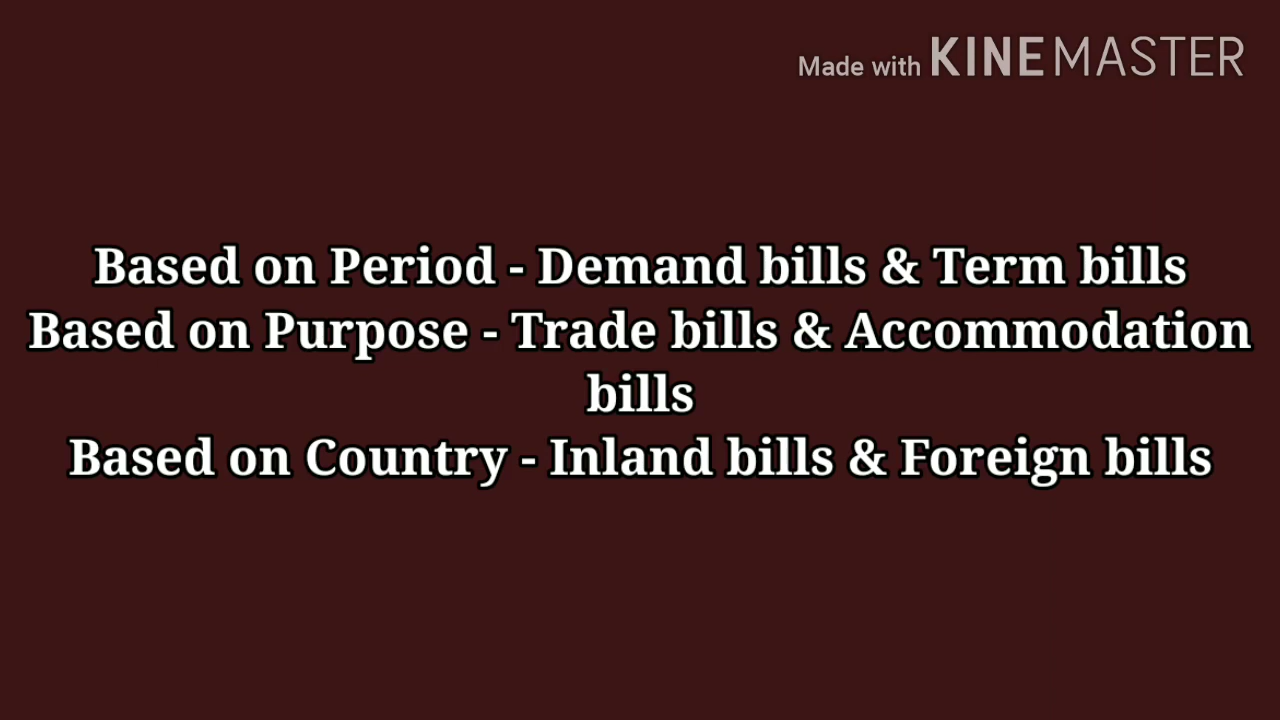 Made with KINEMASTER
Based on Period - Demand bills & Term bills
Based on Purpose - Trade bills & Accommodation
bills
Based on Country - Inland bills & Foreign bills